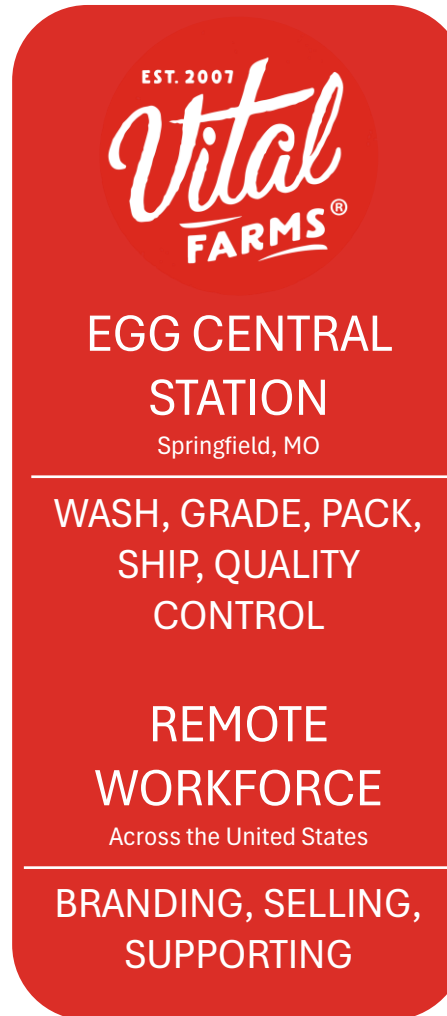 EST. 2007
Vital
FARMS®
EGG CENTRAL
STATION
Springfield, MO
WASH, GRADE, PACK,
SHIP, QUALITY
CONTROL
REMOTE
WORKFORCE
Across the United States
BRANDING, SELLING,
SUPPORTING